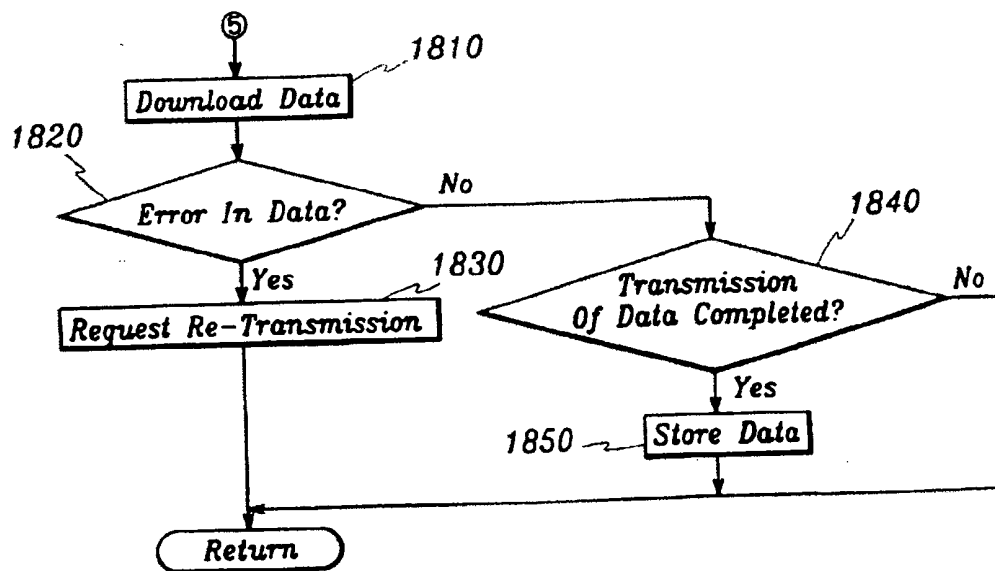 5
1810
Download Data
1820
Error In Data?
No
Yes
1830
Request Re-Transmission
1840
Transmission
Of Data Completed?
No
Yes
1850
Store Data
Return